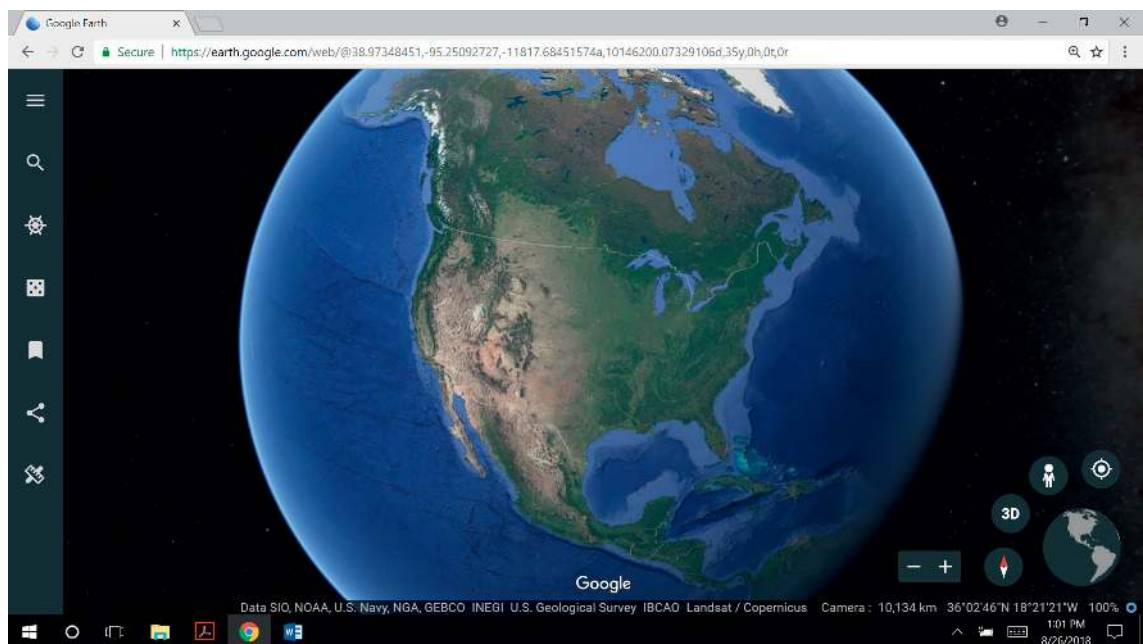 Google Earth
Secure | https://earth.google.com/web/@38.97348451,-95.25092727,-11817.68451574a,10146200.07329106d,35y,0h,0t,0r
3D
Google
Data SIO, NOAA, U.S. Navy, NGA, GEBCO INEGI U.S. Geological Survey IBCAO Landsat / Copernicus Camera : 10,134 km 36°02'46"N 18°21'21"W 100%
1:01 PM
8/26/2018